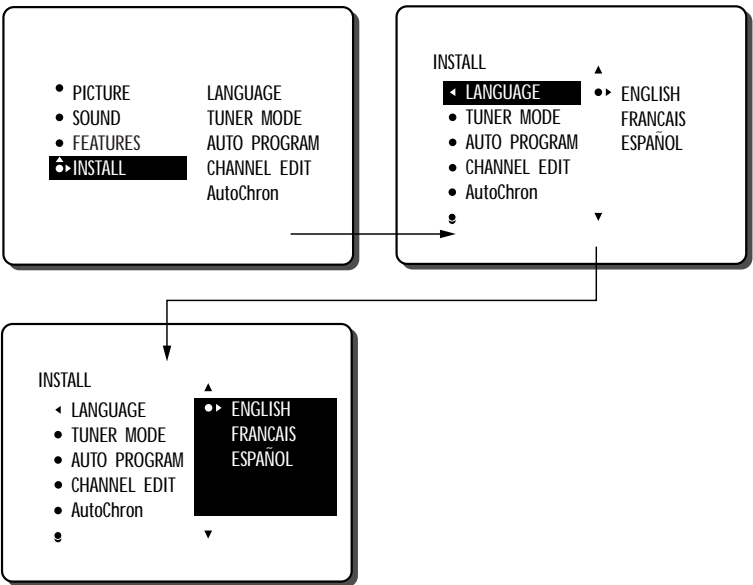 PICTURE LANGUAGE
SOUND TUNER MODE
FEATURES AUTO PROGRAM
INSTALL CHANNEL EDIT
AutoChron
INSTALL
LANGUAGE ENGLISH
TUNER MODE FRANCAIS
AUTO PROGRAM ESPAÑOL
CHANNEL EDIT
AutoChron
INSTALL
LANGUAGE ENGLISH
TUNER MODE FRANCAIS
AUTO PROGRAM ESPAÑOL
CHANNEL EDIT
AutoChron